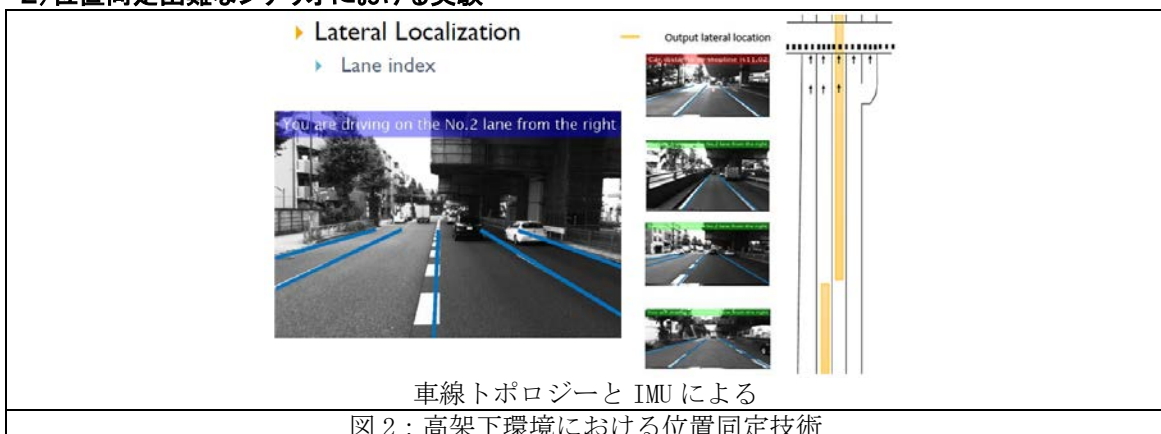 2)位置同定困難なシナリオにおける実験
Lateral Localization
Lane index
Output lateral location
You are driving on the No.2 lane from the right
車線トポロジーと IMU による
図 2：高架下環境における位置同定技術